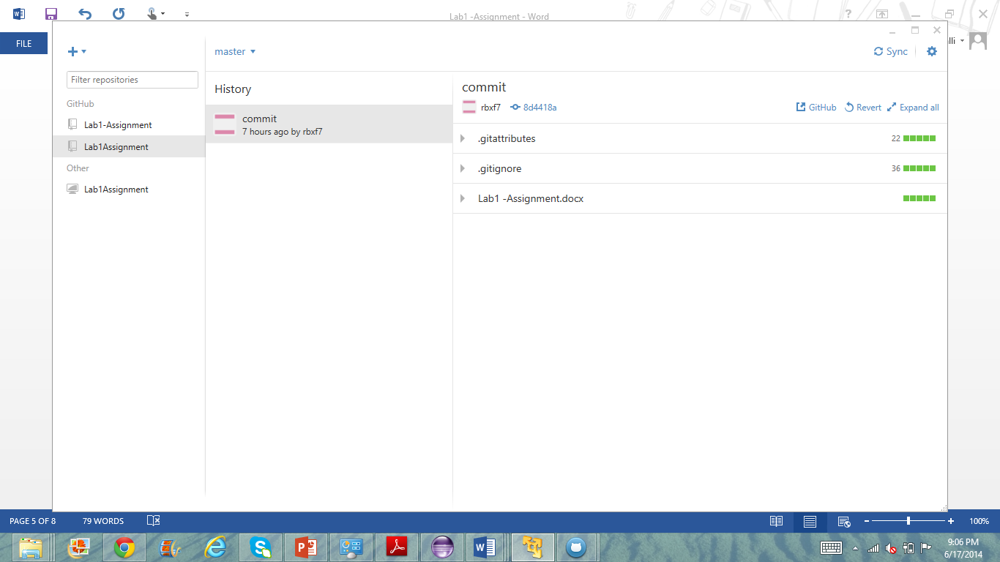 Lab1 -Assignment - Word
?
FILE
lli
master
Sync
Filter repositories
GitHub
Lab1-Assignment
Lab1Assignment
Other
Lab1Assignment
History
commit
7 hours ago by rbxf7
commit
rbxf7
8d4418a
GitHub
Revert
Expand all
.gitattributes
22
.gitignore
36
Lab1 -Assignment.docx
PAGE 5 OF 8
79 WORDS
100%
9:06 PM
6/17/2014